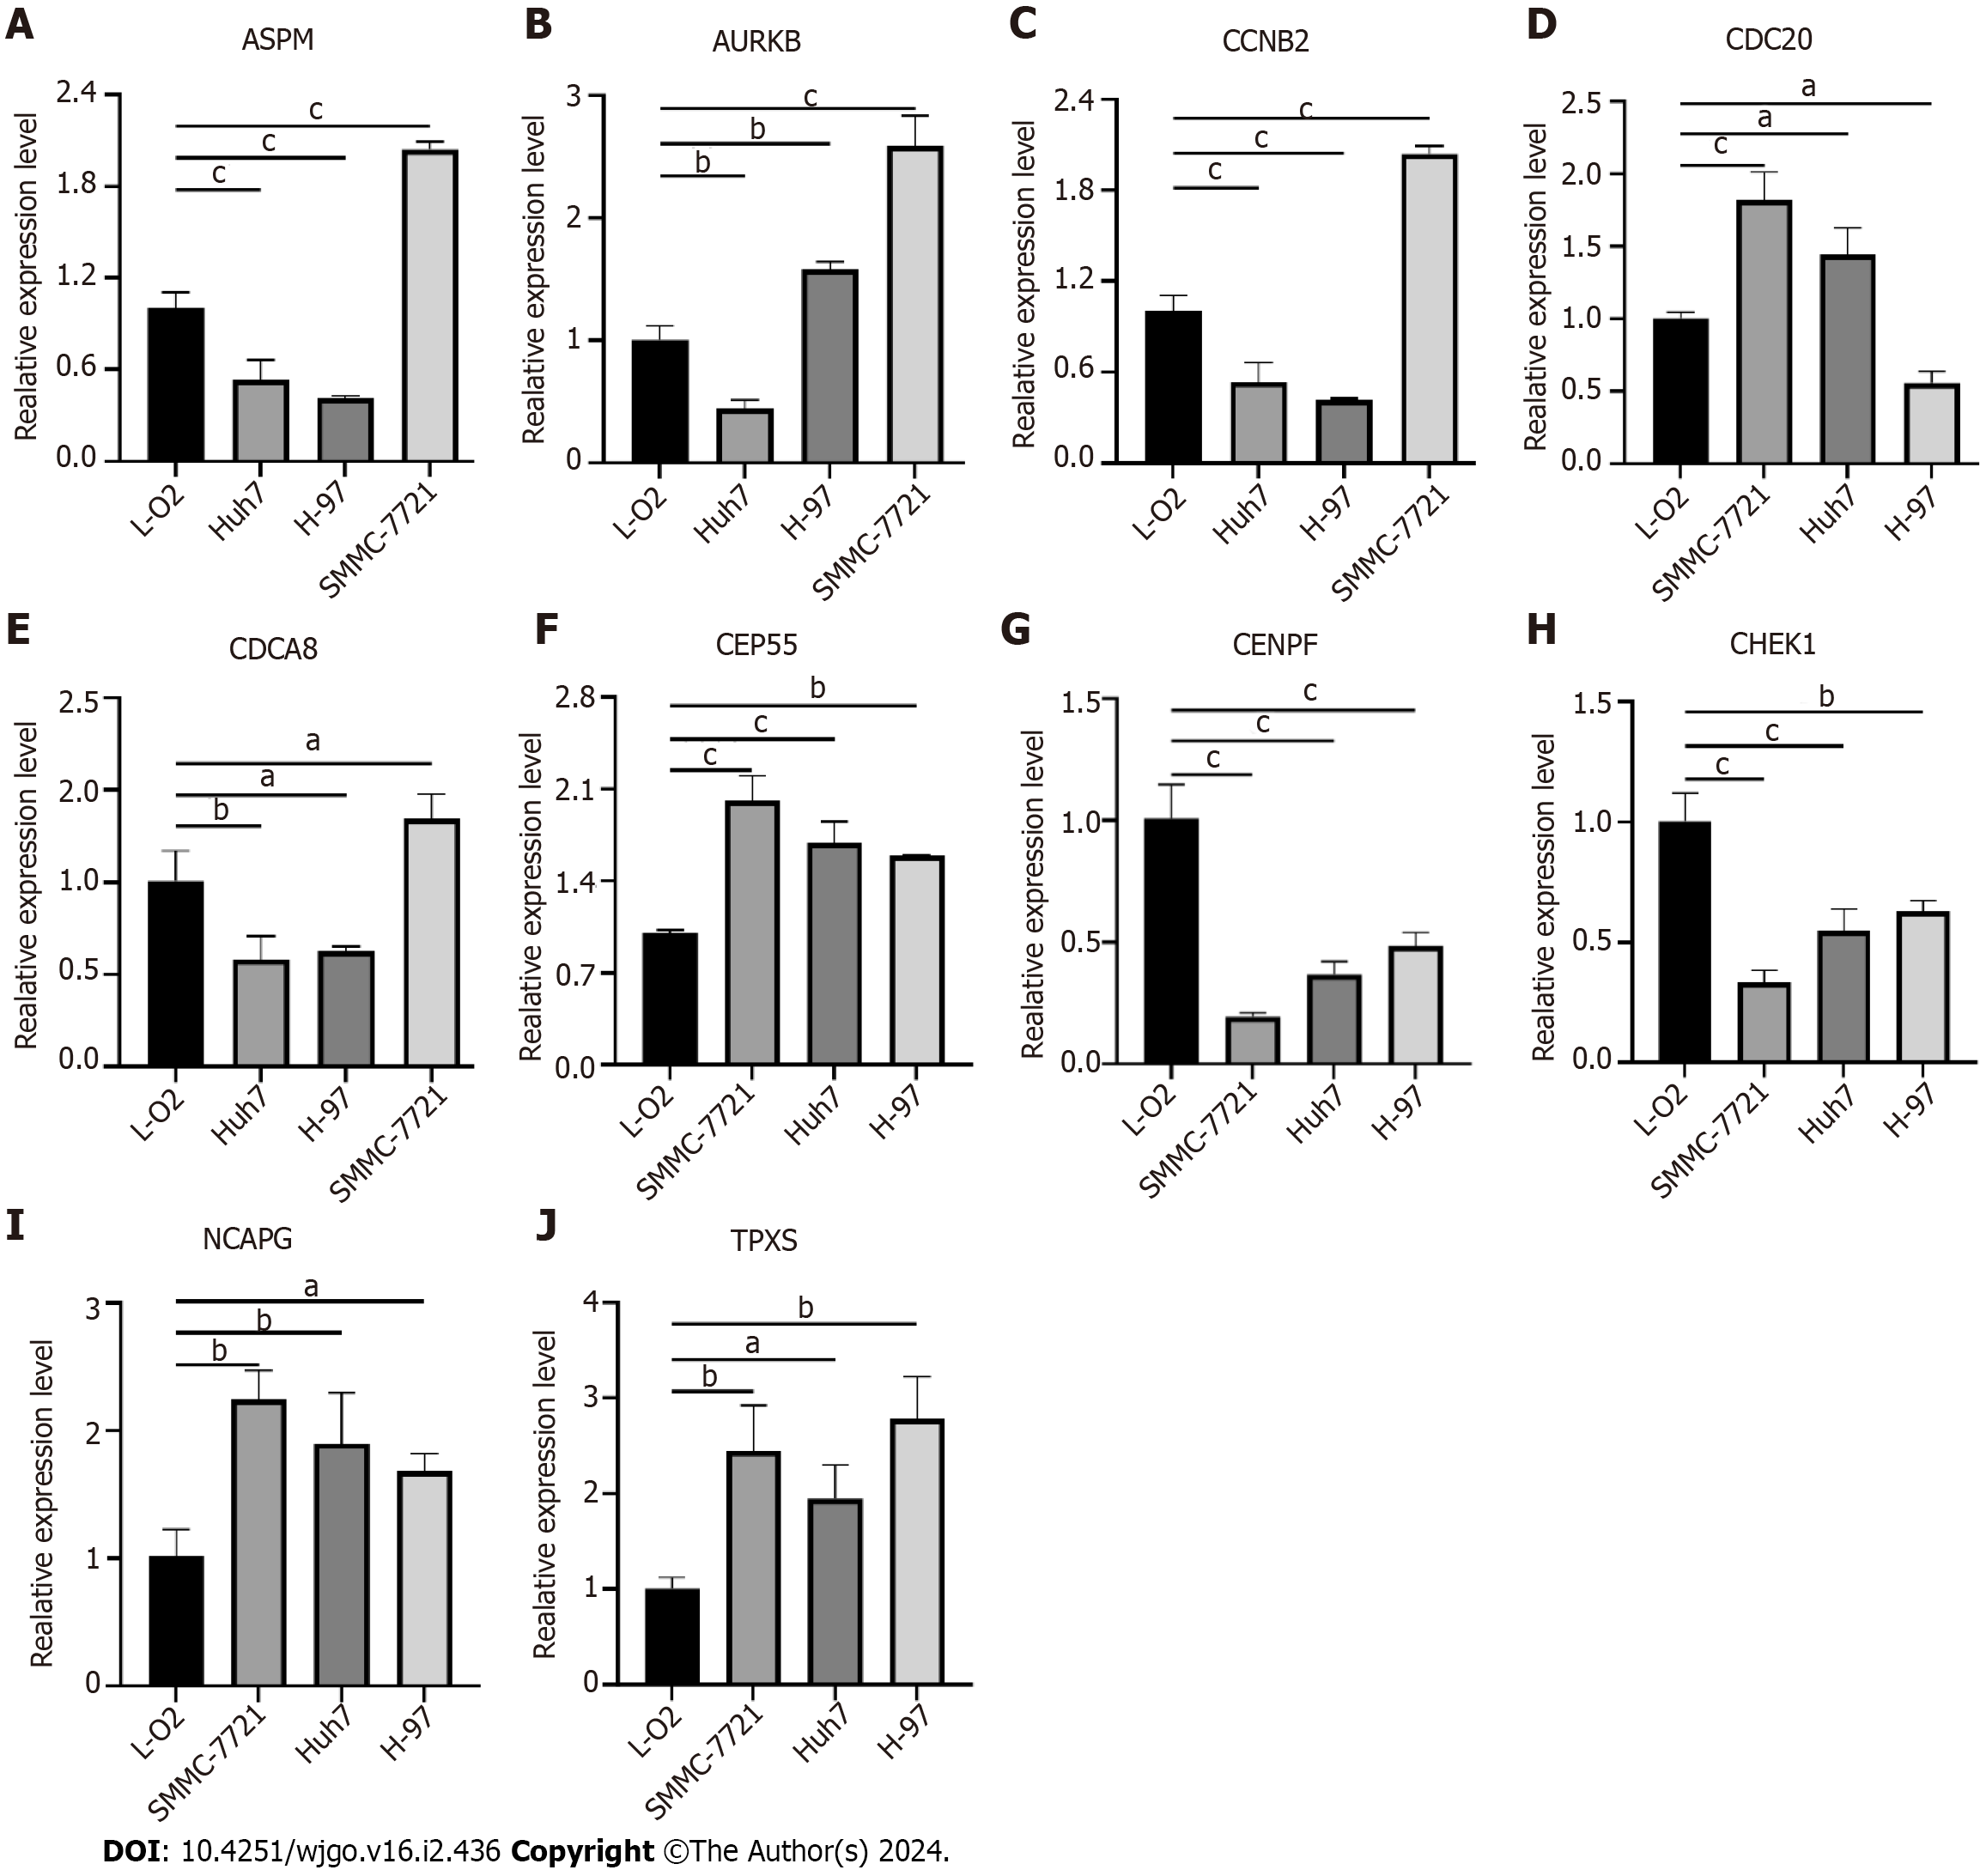 A
ASPM
Realative expression level
2.4
1.8
1.2
0.6
0.0
c
c
c
L-O2
Huh7
H-97
SMMC-7721
B
AURKB
Realative expression level
3
2
1
0
c
b
b
L-O2
Huh7
H-97
SMMC-7721
C
CCNB2
Realative expression level
2.4
1.8
1.2
0.6
0.0
c
c
c
L-O2
Huh7
H-97
SMMC-7721
D
CDC20
Realative expression level
2.5
2.0
1.5
1.0
0.5
0.0
a
a
c
L-O2
SMMC-7721
Huh7
H-97
E
CDCA8
Realative expression level
2.5
2.0
1.0
0.5
0.0
a
a
b
L-O2
Huh7
H-97
SMMC-7721
F
CEP55
Realative expression level
2.8
2.1
1.4
0.7
0.0
b
c
c
L-O2
SMMC-7721
Huh7
H-97
G
CENPF
Realative expression level
1.5
1.0
0.5
0.0
c
c
c
L-O2
SMMC-7721
Huh7
H-97
H
CHEK1
Realative expression level
1.5
1.0
0.5
0.0
b
c
c
L-O2
SMMC-7721
Huh7
H-97
I
NCAPG
Realative expression level
3
2
1
0
a
b
b
L-O2
SMMC-7721
Huh7
H-97
J
TPXS
Realative expression level
4
3
2
1
0
b
a
b
L-O2
SMMC-7721
Huh7
H-97
DOI: 10.4251/wjgo.v16.i2.436 Copyright ©The Author(s) 2024.